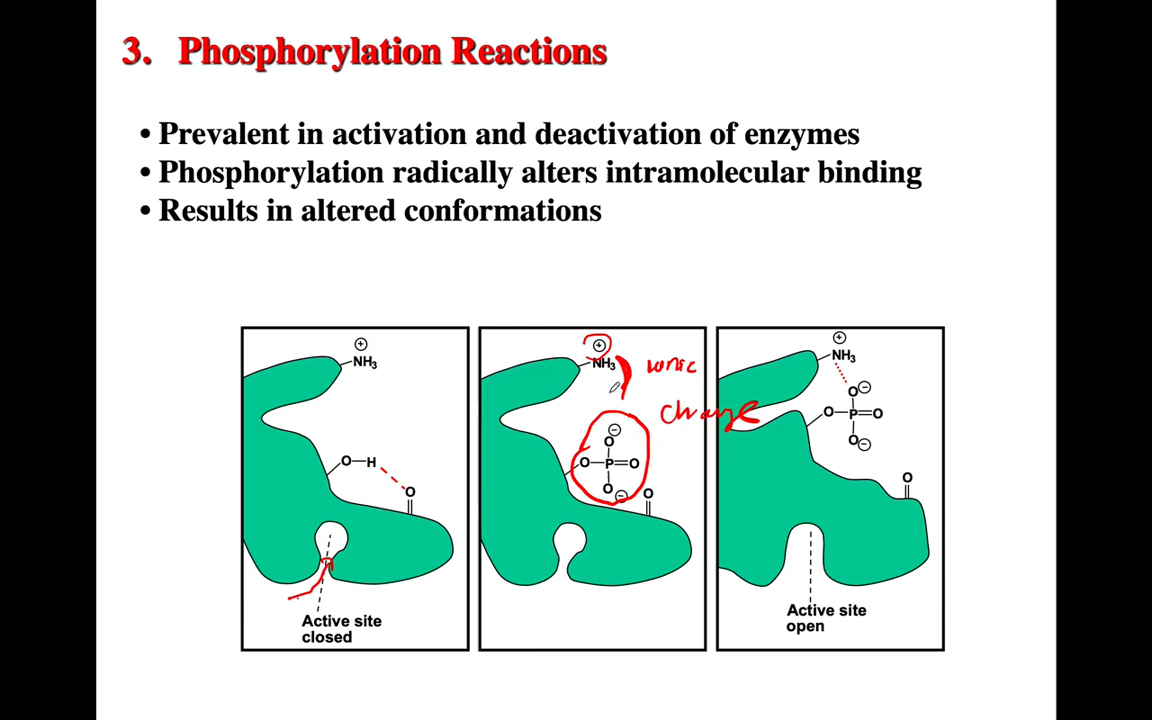 3. Phosphorylation Reactions
• Prevalent in activation and deactivation of enzymes
• Phosphorylation radically alters intramolecular binding
• Results in altered conformations
+
NH3
O–H
O
Active site
closed
+
NH3
ionic
charge
–
O
O–P=O
O –
O
+
NH3
O –
O–P=O
O –
O
Active site
open